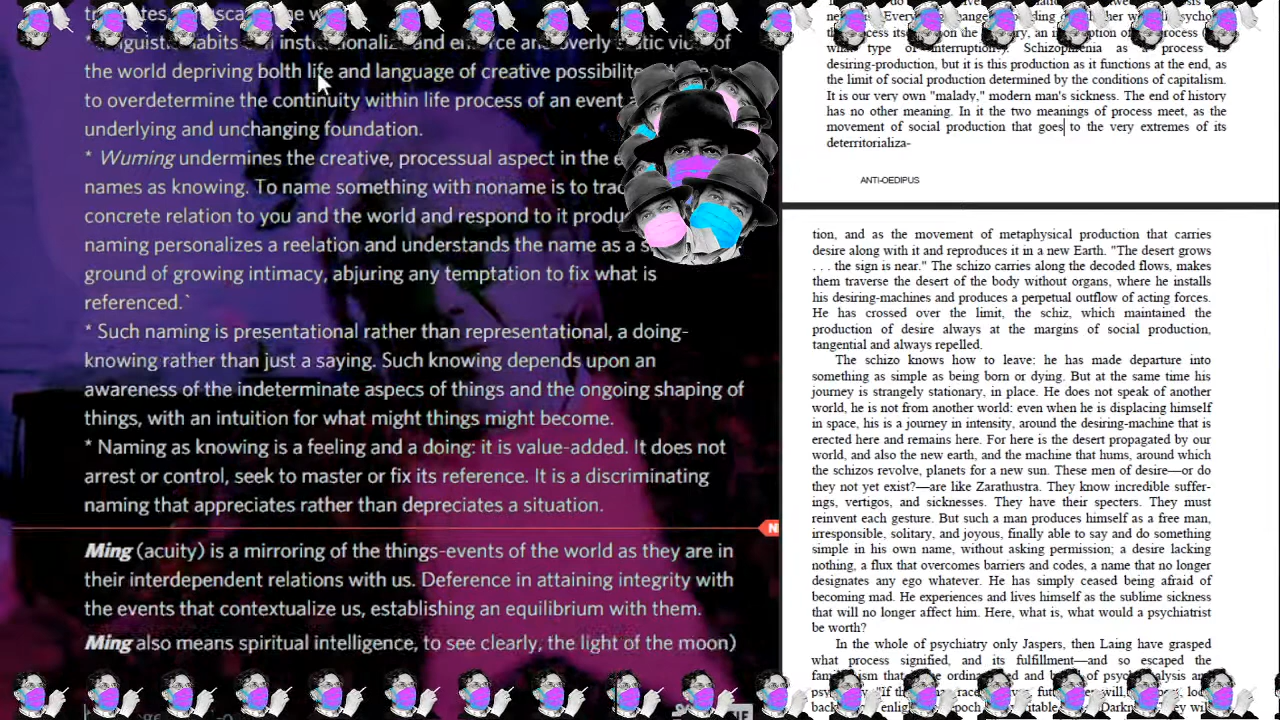 the w
the world depriving bolth life and language of creative
to overdetermine the continuity within life process of an event
underlying and unchanging foundation.
* Wuming undermines the creative, processual aspect in the
names as knowing. To name something with noname is to
concrete relation to you and the world and respond to it
naming personalizes a reelation and understands the name as a
ground of growing intimacy, abjuring any temptation to fix what is
referenced.`
* Such naming is presentational rather than representational, a doing-
knowing rather than just a saying. Such knowing depends upon an
awareness of the indeterminate aspecs of things and the ongoing shaping of
things, with an intuition for what might things might become.
* Naming as knowing is a feeling and a doing: it is value-added. It does not
arrest or control, seek to master or fix its reference. It is a discriminating
naming that appreciates rather than depreciates a situation.
N
Ming (acuity) is a mirroring of the things-events of the world as they are in
their interdependent relations with us. Deference in attaining integrity with
the events that contextualize us, establishing an equilibrium with them.
Ming also means spiritual intelligence, to see clearly, the light of the moon)
what type of interruption). Schizophrenia as a process is
desiring-production, but it is this production as it functions at the end, as
the limit of social production determined by the conditions of capitalism.
It is our very own "malady," modern man's sickness. The end of history
has no other meaning. In it the two meanings of process meet, as the
movement of social production that goes to the very extremes of its
deterritorializa-
ANTI-OEDIPUS
tion, and as the movement of metaphysical production that carries
desire along with it and reproduces it in a new Earth. "The desert grows
. . . the sign is near." The schizo carries along the decoded flows, makes
them traverse the desert of the body without organs, where he installs
his desiring-machines and produces a perpetual outflow of acting forces.
He has crossed over the limit, the schiz, which maintained the
production of desire always at the margins of social production,
tangential and always repelled.
The schizo knows how to leave: he has made departure into
something as simple as being born or dying. But at the same time his
journey is strangely stationary, in place. He does not speak of another
world, he is not from another world: even when he is displacing himself
in space, his is a journey in intensity, around the desiring-machine that is
erected here and remains here. For here is the desert propagated by our
world, and also the new earth, and the machine that hums, around which
the schizos revolve, planets for a new sun. These men of desire—or do
they not yet exist?—are like Zarathustra. They know incredible suffer-
ings, vertigos, and sicknesses. They have their specters. They must
reinvent each gesture. But such a man produces himself as a free man,
irresponsible, solitary, and joyous, finally able to say and do something
simple in his own name, without asking permission; a desire lacking
nothing, a flux that overcomes barriers and codes, a name that no longer
designates any ego whatever. He has simply ceased being afraid of
becoming mad. He experiences and lives himself as the sublime sickness
that will no longer affect him. Here, what is, what would a psychiatrist
be worth?
In the whole of psychiatry only Jaspers, then Laing have grasped
what process signified, and its fulfillment—and so escaped the